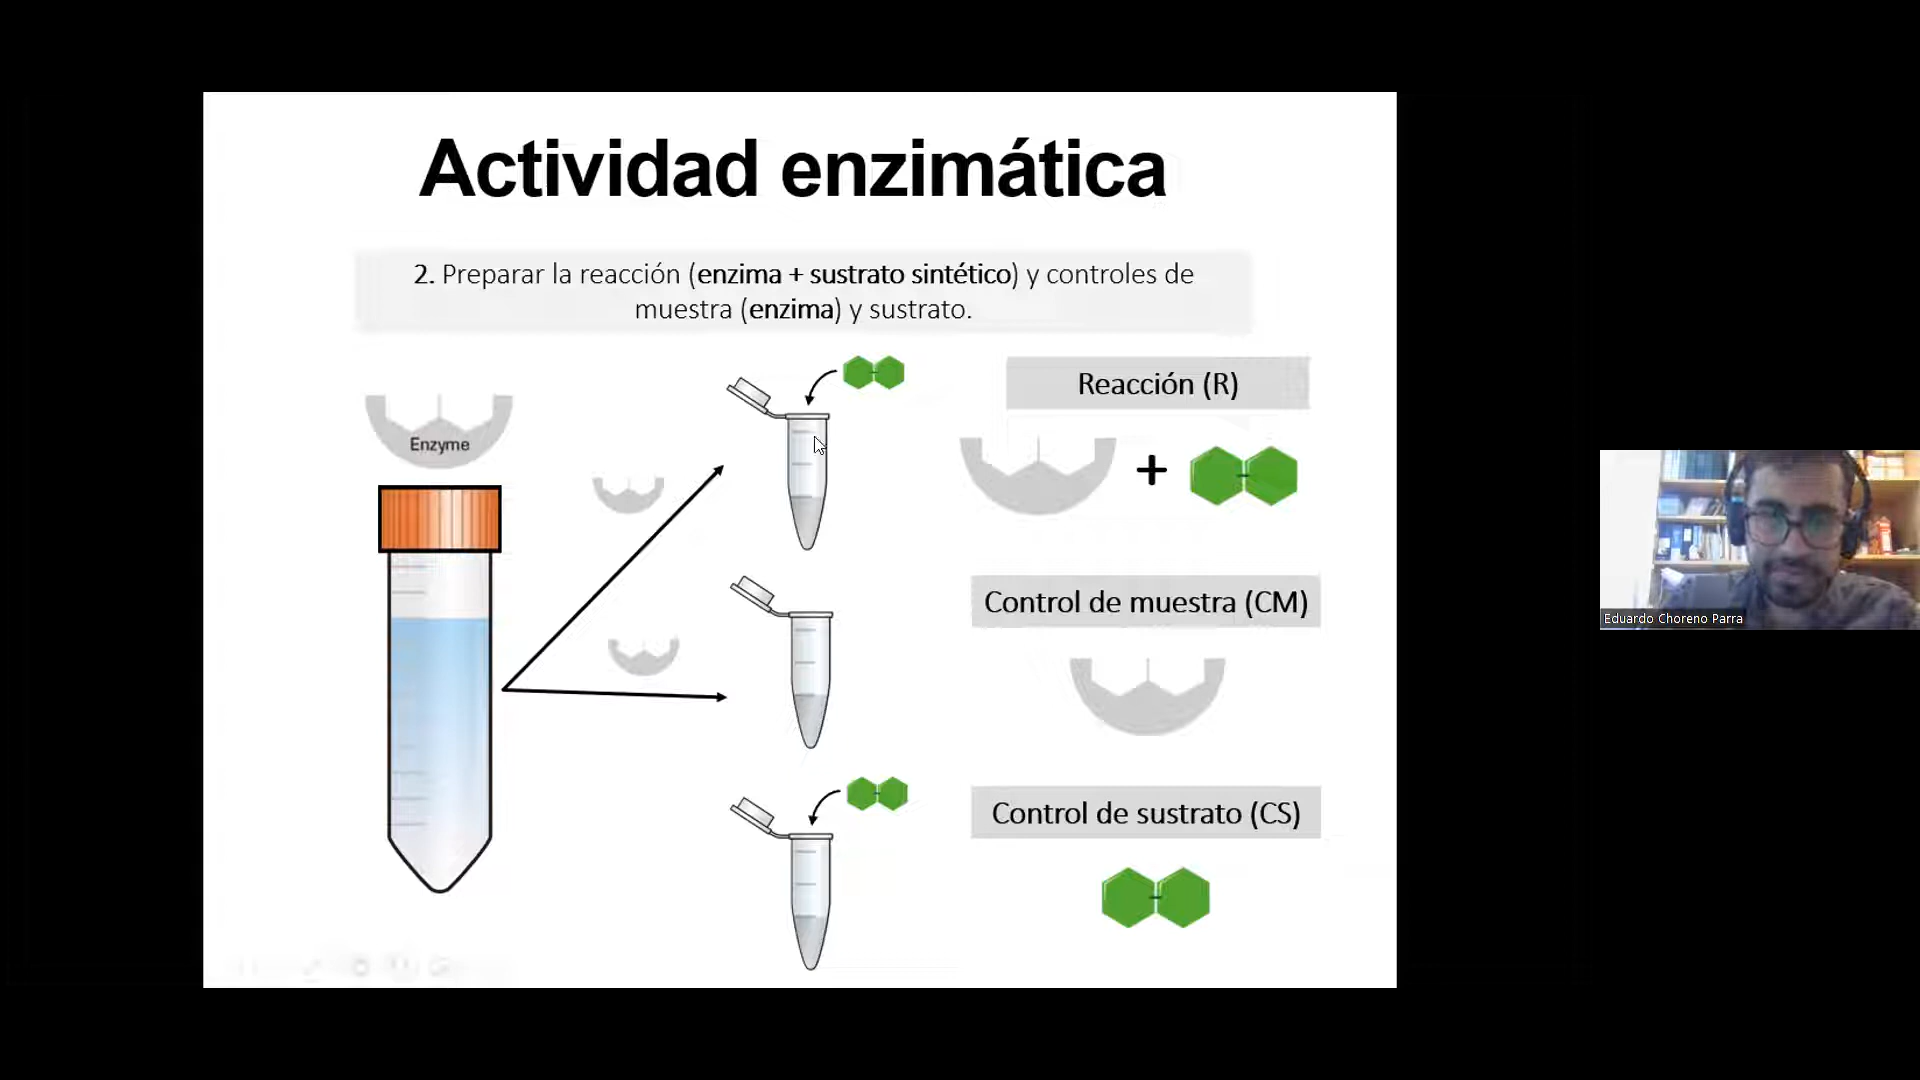 Actividad enzimática
2. Preparar la reacción (enzima + sustrato sintético) y controles de
muestra (enzima) y sustrato.
Enzyme
Reacción (R)
+
Control de muestra (CM)
Control de sustrato (CS)
Eduardo Choreno Parra